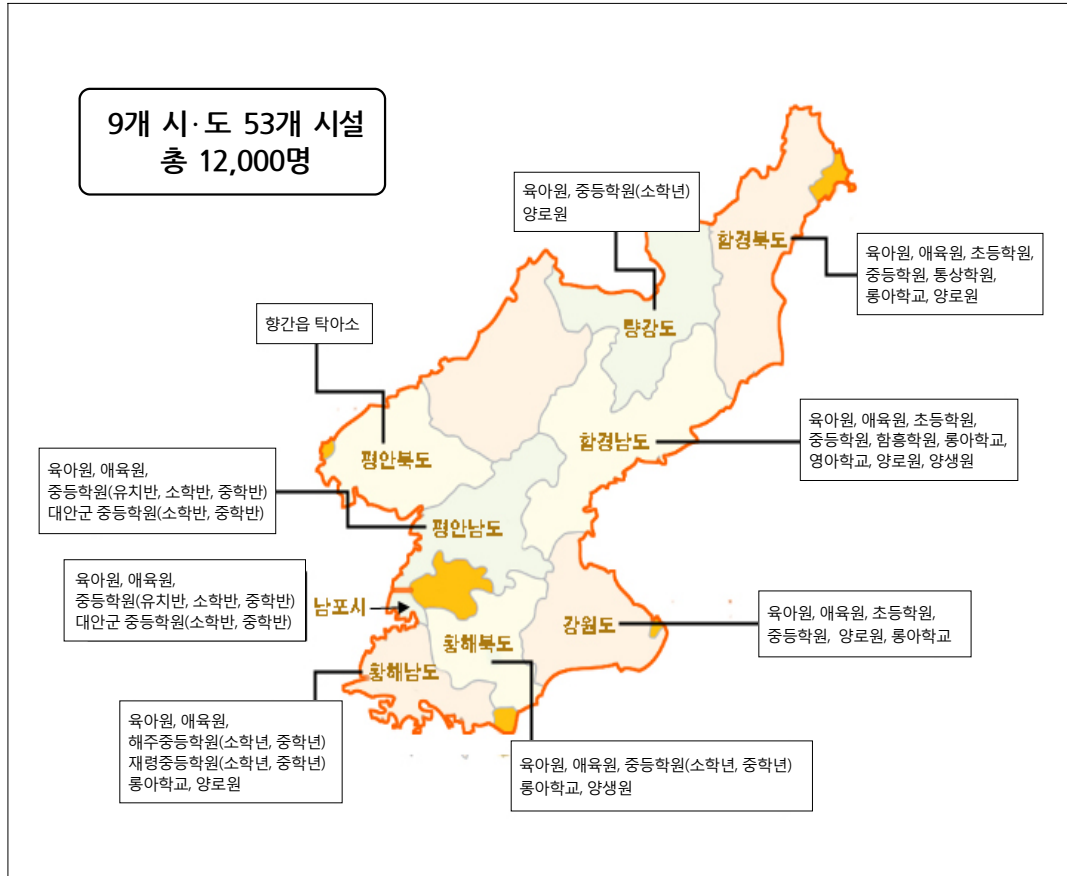 9개 시·도 53개 시설
총 12,000명
육아원, 중등학원(소학년)
양로원
함경북도
육아원, 애육원, 초등학원,
중등학원, 통상학원,
롱아학교, 양로원
향간읍 탁아소
량강도
육아원, 애육원, 초등학원,
중등학원, 함흥학원, 롱아학교,
영아학교, 양로원, 양생원
함경남도
평안북도
육아원, 애육원,
중등학원(유치반, 소학반, 중학반)
대안군 중등학원(소학반, 중학반)
평안남도
육아원, 애육원,
중등학원(유치반, 소학반, 중학반)
대안군 중등학원(소학반, 중학반)
남포시
강원도
육아원, 애육원, 초등학원,
중등학원, 양로원, 롱아학교
황해북도
황해남도
육아원, 애육원,
해주중등학원(소학년, 중학년)
재령중등학원(소학년, 중학년)
롱아학교, 양로원
육아원, 애육원, 중등학원(소학년, 중학년)
롱아학교, 양생원